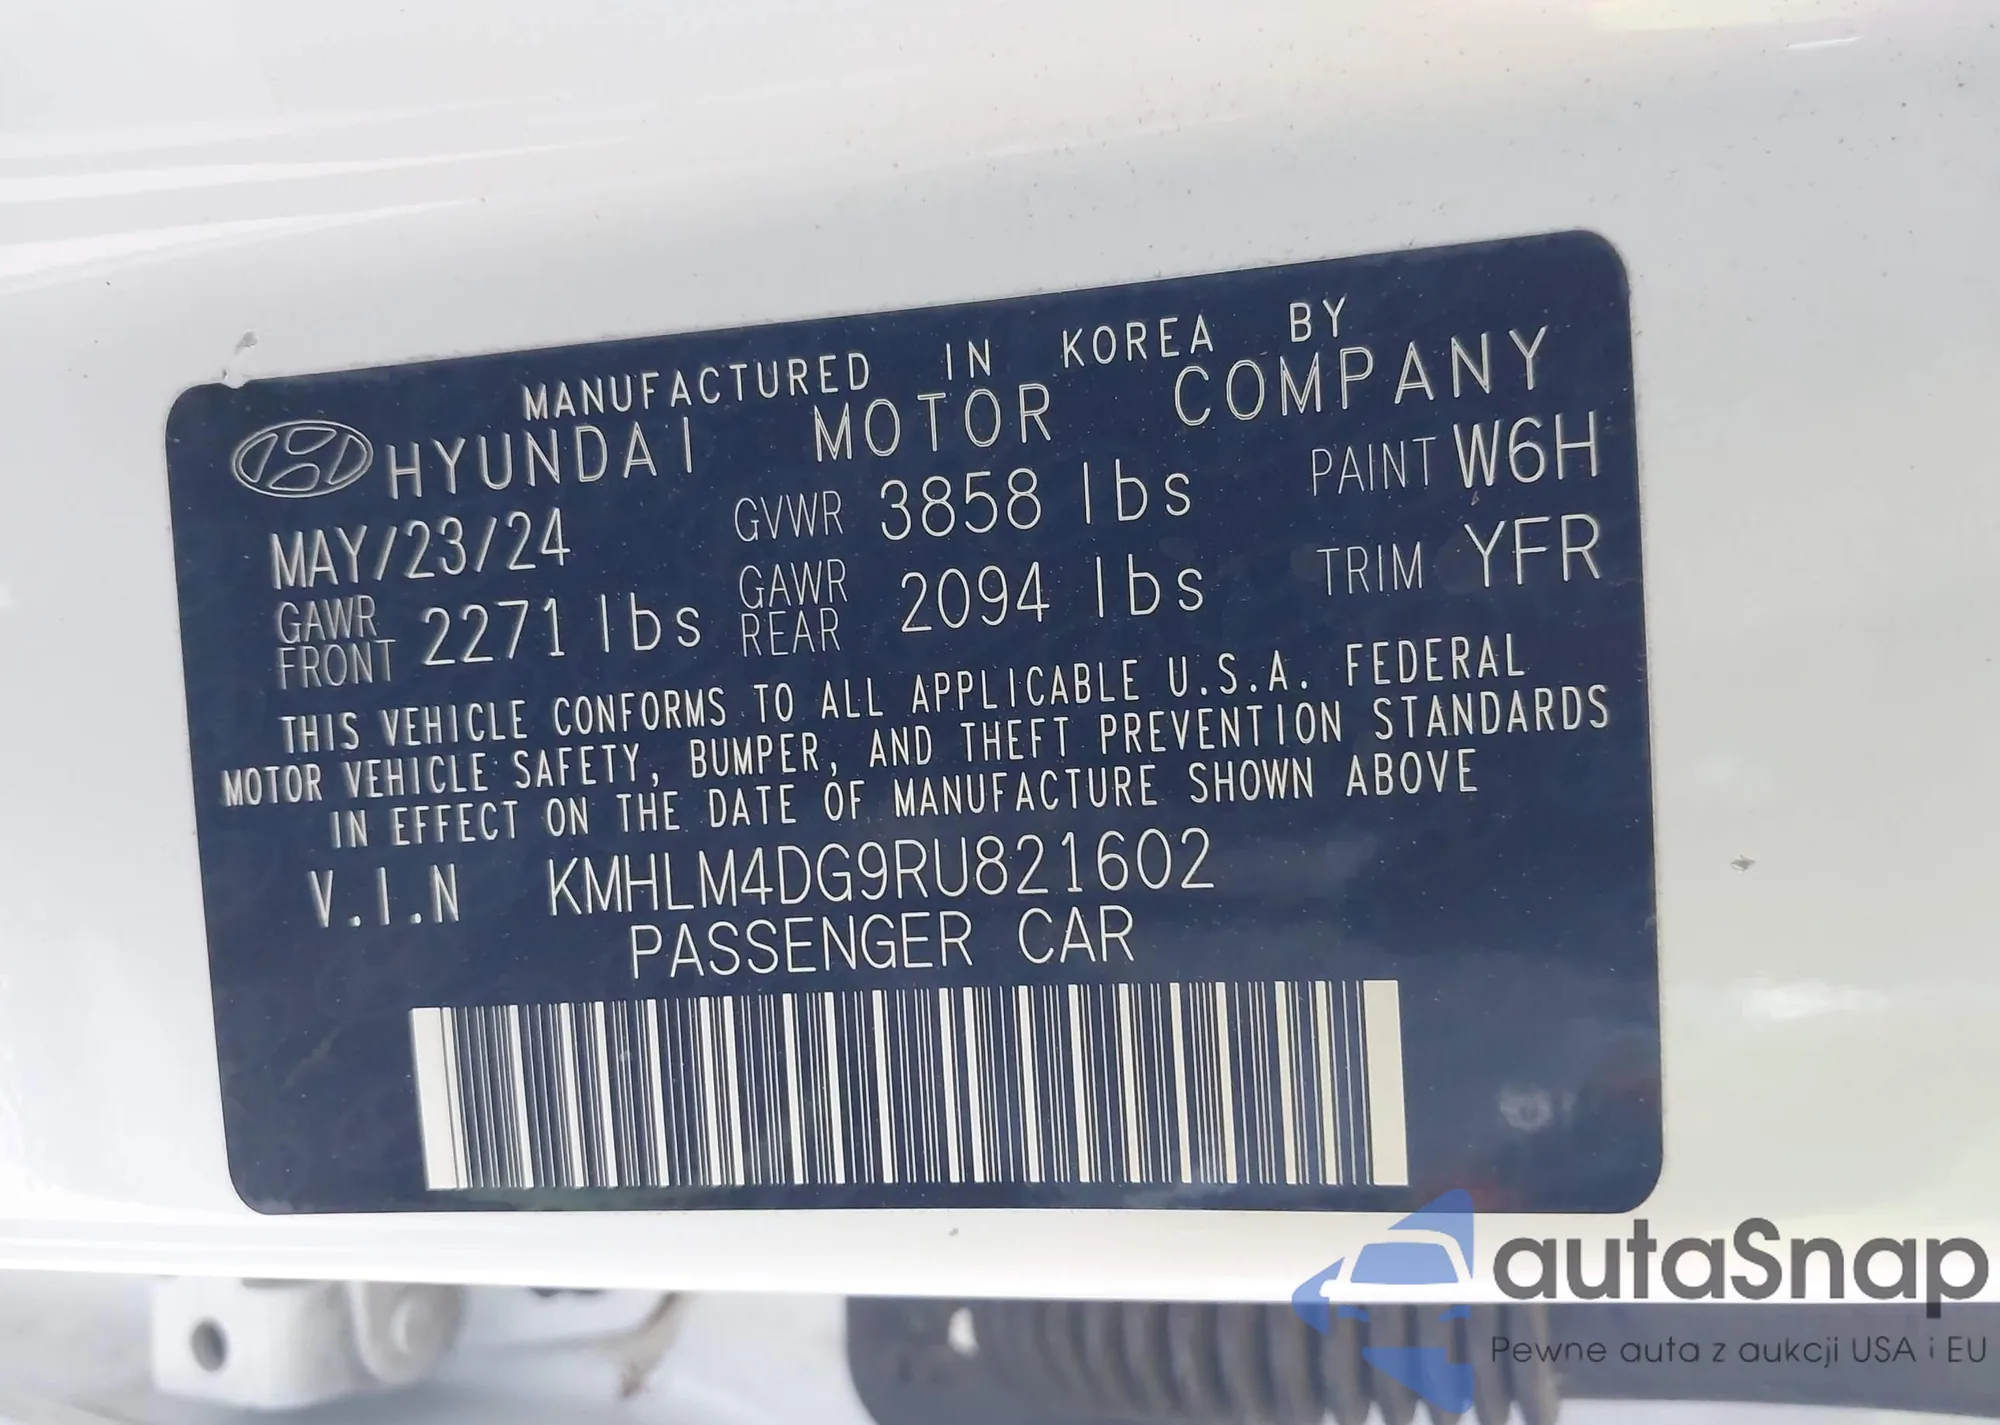 MANUFACTURED IN KOREA BY
HYUNDAI MOTOR COMPANY
MAY/23/24 GVWR 3858 lbs PAINT W6H
GAWR FRONT 2271 lbs GAWR REAR 2094 lbs TRIM YFR
THIS VEHICLE CONFORMS TO ALL APPLICABLE U.S.A. FEDERAL
MOTOR VEHICLE SAFETY, BUMPER, AND THEFT PREVENTION STANDARDS
IN EFFECT ON THE DATE OF MANUFACTURE SHOWN ABOVE
V.I.N KMHLM4DG9RU821602
PASSENGER CAR
autaSnap
Pewne auta z aukcji USA i EU